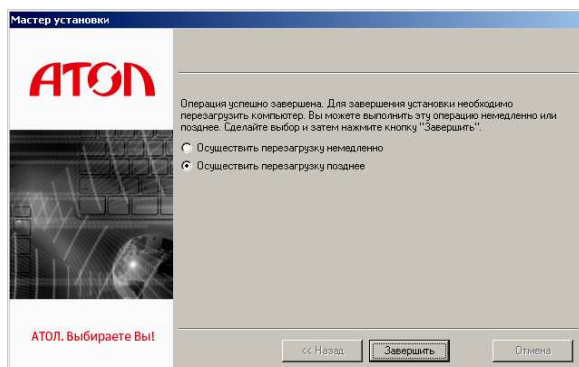 Мастер установки
АТОЛ
Операция успешно завершена. Для завершения установки необходимо
перезагрузить компьютер. Вы можете выполнить эту операцию немедленно или
позднее. Сделайте выбор и затем нажмите кнопку "Завершить".
Осуществить перезагрузку немедленно
Осуществить перезагрузку позднее
АТОЛ. Выбираете Вы!
<< Назад
Завершить
Отмена